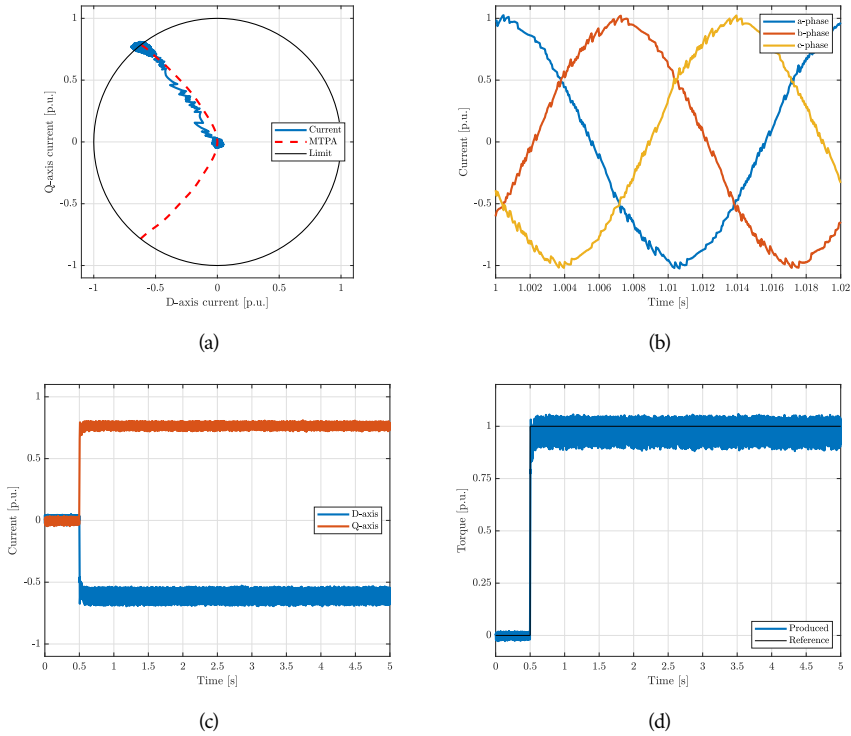 1
0.5
0
-0.5
-1
Q-axis current [p.u.]
-1 -0.5 0 0.5 1
D-axis current [p.u.]
Current
MTPA
Limit
(a)
1
0.5
0
-0.5
-1
Current [p.u.]
1 1.002 1.004 1.006 1.008 1.01 1.012 1.014 1.016 1.018 1.02
Time [s]
a-phase
b-phase
c-phase
(b)
1
0.5
0
-0.5
-1
Current [p.u.]
0 0.5 1 1.5 2 2.5 3 3.5 4 4.5 5
Time [s]
D-axis
Q-axis
(c)
1
0.75
0.5
0.25
0
Torque [p.u.]
0 0.5 1 1.5 2 2.5 3 3.5 4 4.5 5
Time [s]
Produced
Reference
(d)